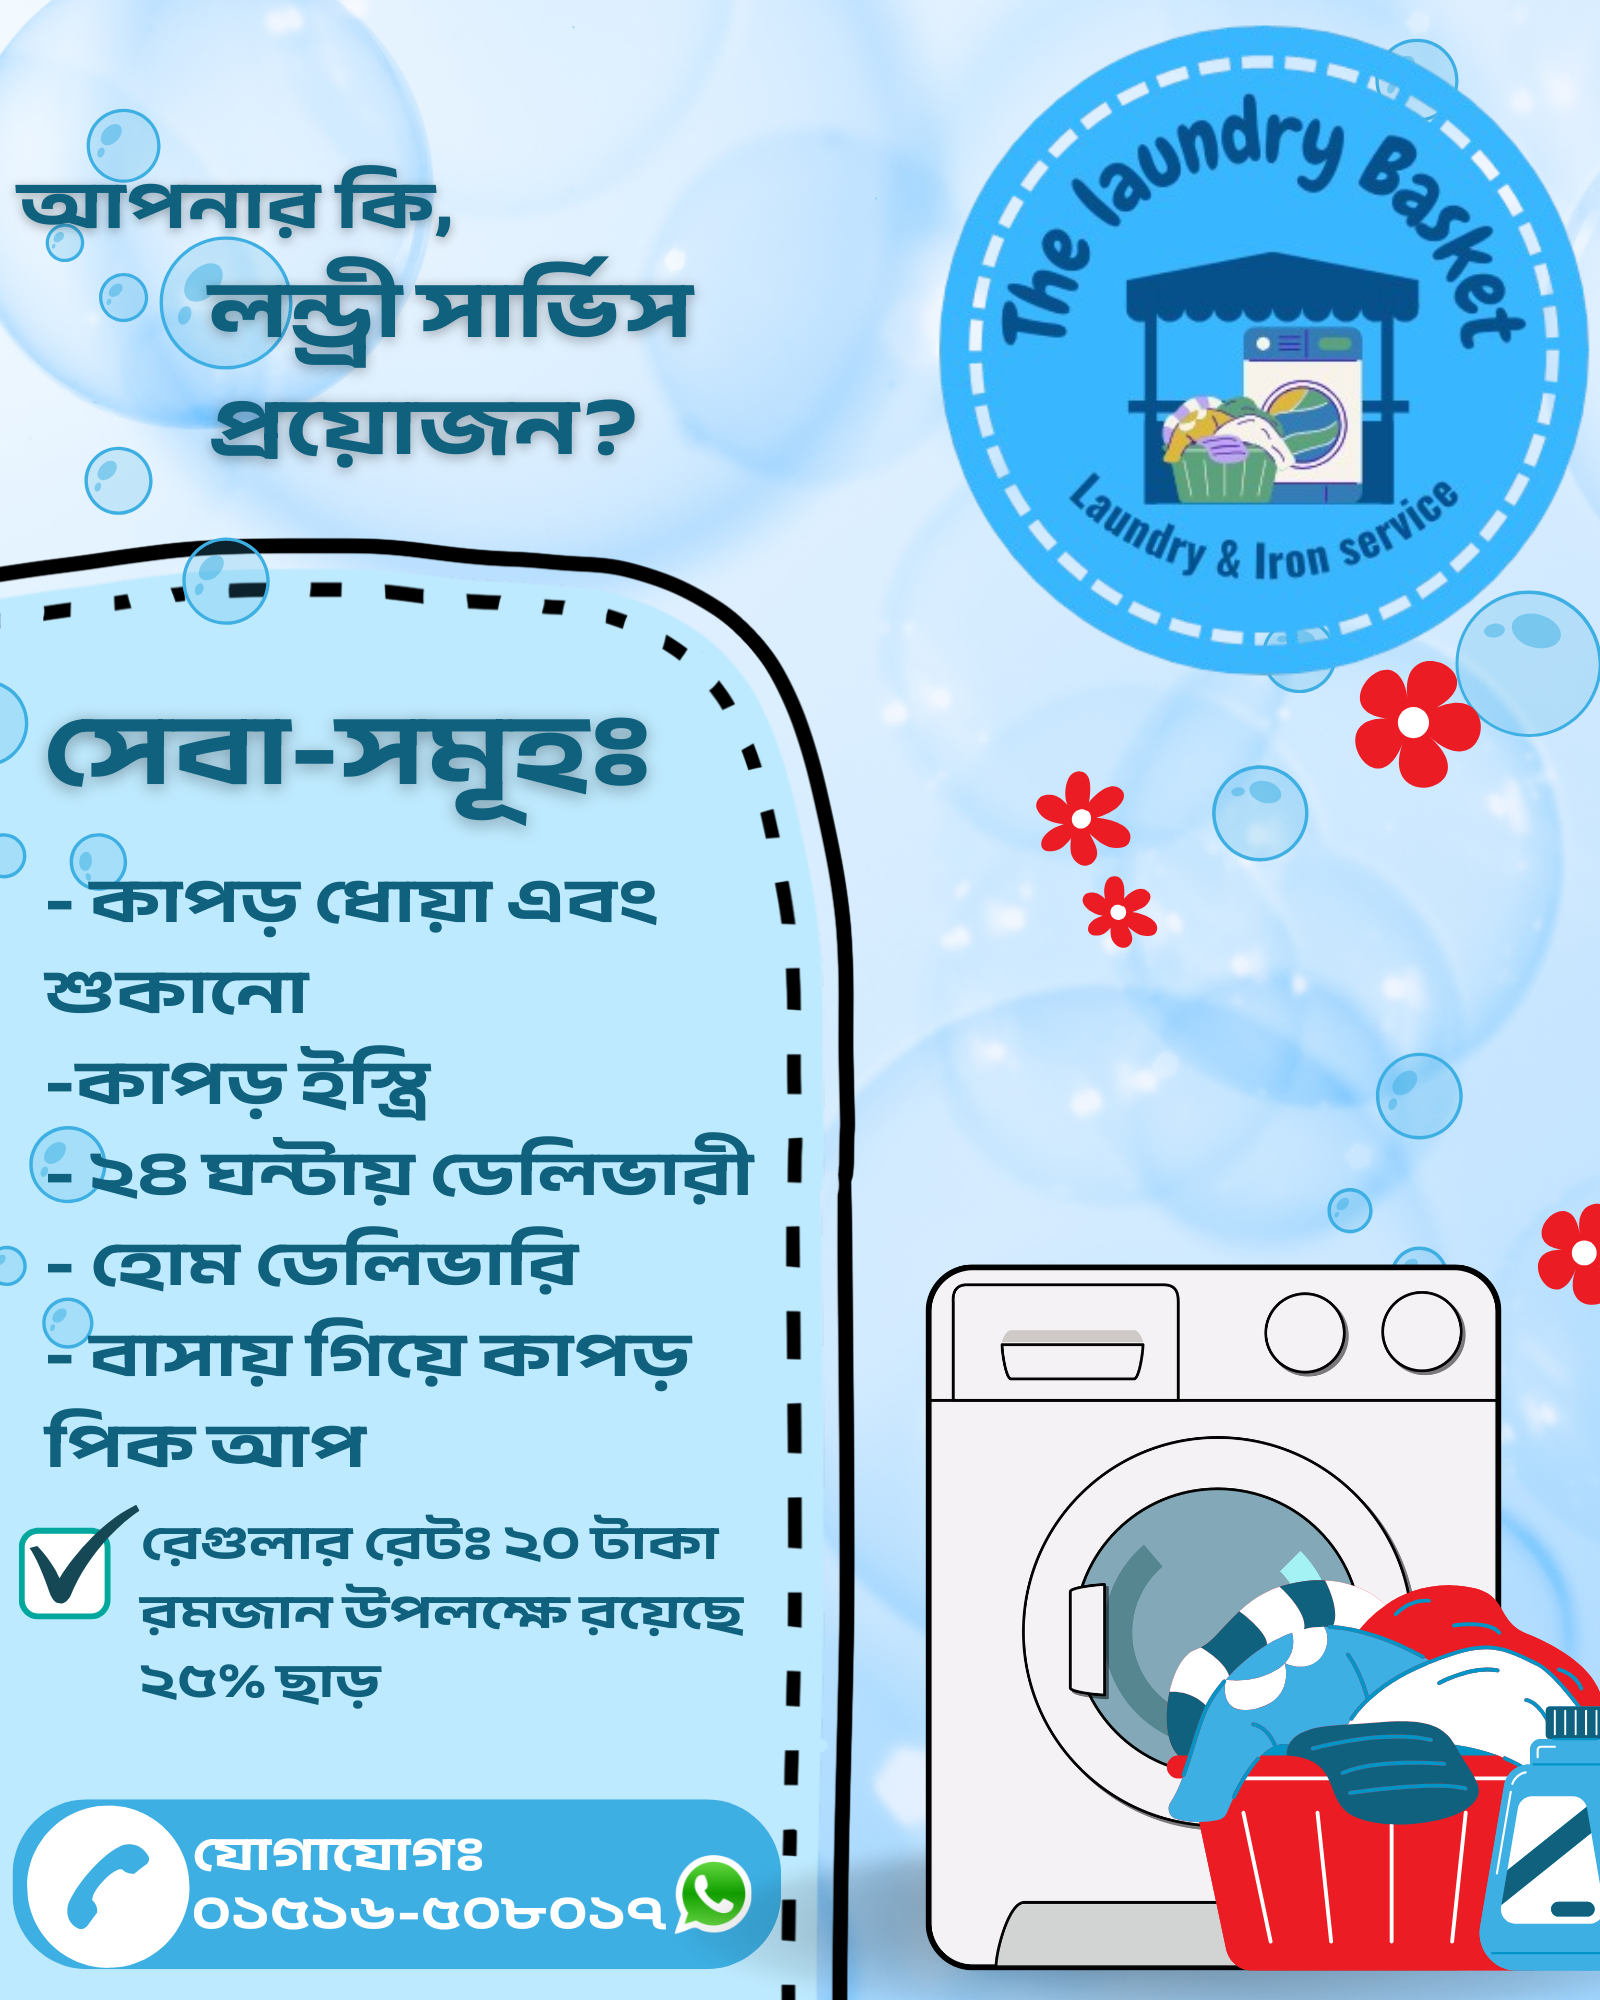 আপনার কি,
লন্ড্রী সার্ভিস
প্রয়োজন?
The laundry Basket
Laundry & Iron service
সেবা-সমূহঃ
- কাপড় ধোয়া এবং
শুকানো
-কাপড় ইস্ত্রি
- ২৪ ঘন্টায় ডেলিভারী
- হোম ডেলিভারি
- বাসায় গিয়ে কাপড়
পিক আপ
রেগুলার রেটঃ ২০ টাকা
রমজান উপলক্ষে রয়েছে
২৫% ছাড়
যোগাযোগঃ
০১৫১৬-৫০৮০১৭